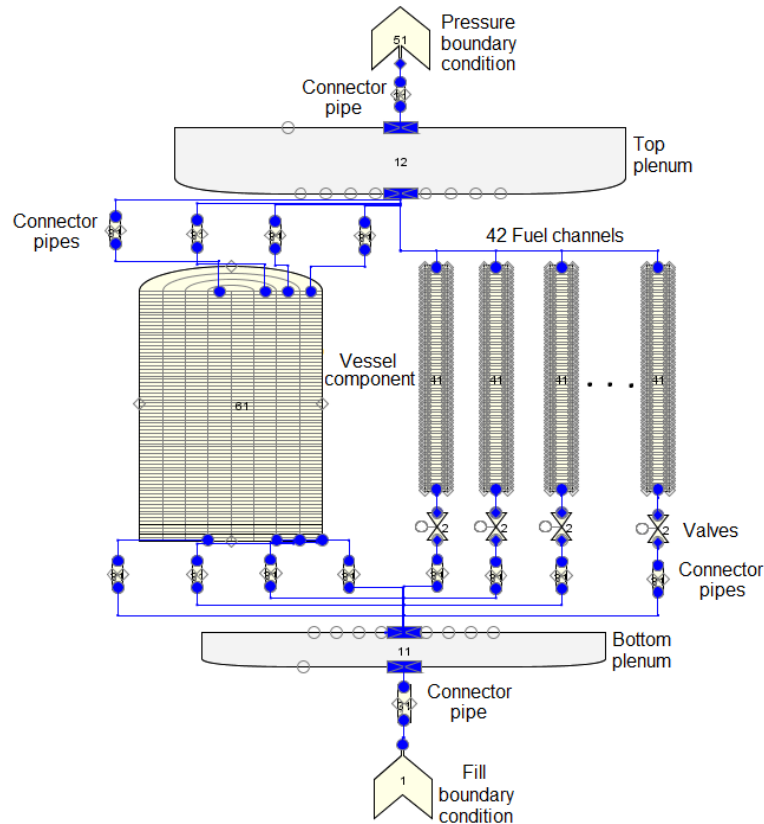 Pressure
boundary
condition
51
Connector
pipe
Top
plenum
12
Connector
pipes
42 Fuel channels
Vessel
component
61
41
41
41
41
. . .
2
2
2
2
Valves
Connector
pipes
Bottom
plenum
11
Connector
pipe
1
Fill
boundary
condition